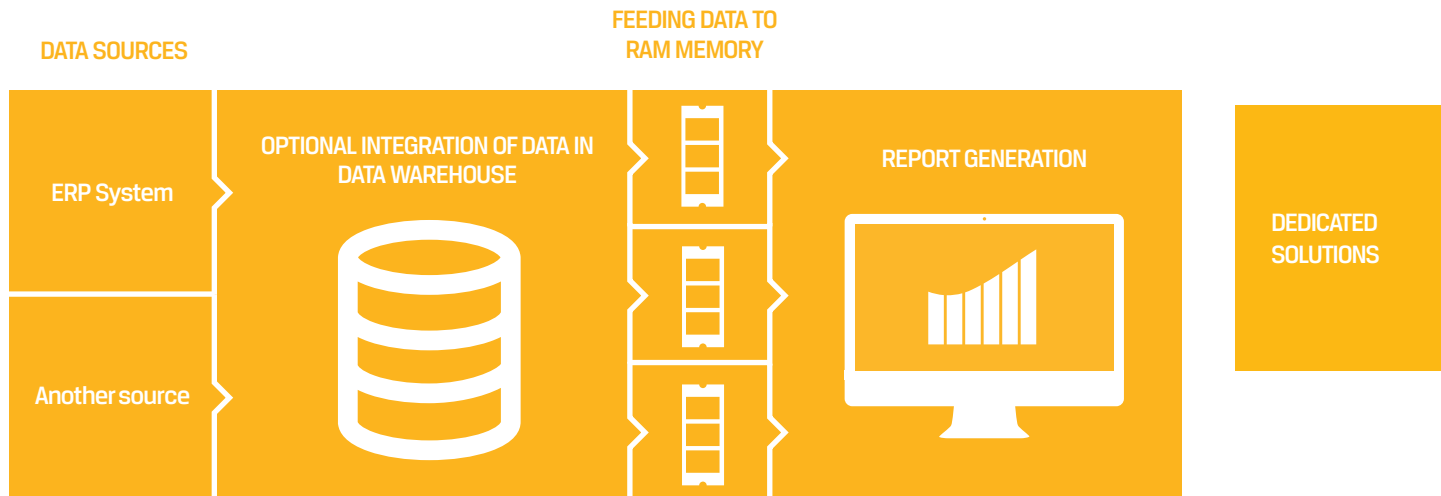 DATA SOURCES
FEEDING DATA TO
RAM MEMORY
ERP System
Another source
OPTIONAL INTEGRATION OF DATA IN
DATA WAREHOUSE
REPORT GENERATION
DEDICATED
SOLUTIONS